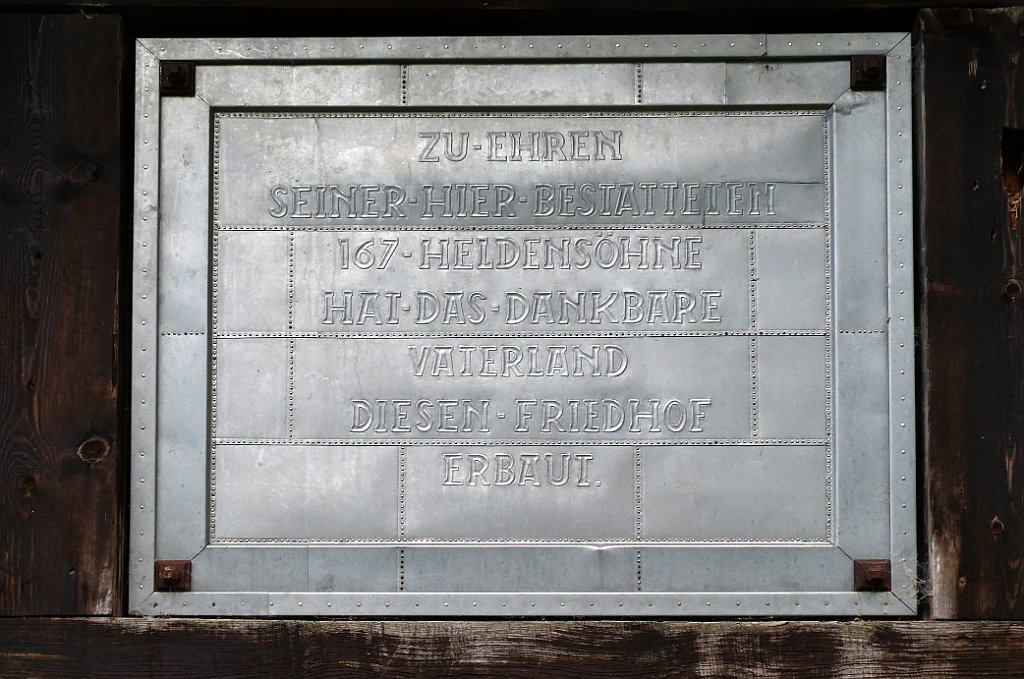 ZU-EHREN
SEINER-HIER-BESTATTETEN
167-HELDENSÖHNE
HAT-DAS-DANKBARE
VATERLAND
DIESEN-FRIEDHOF
ERBAUT.